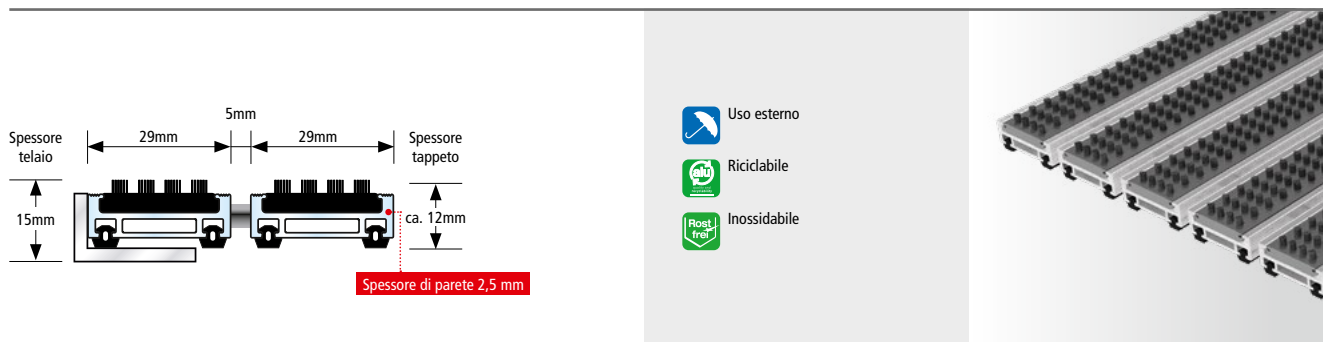 5mm
Spessore
telaio
29mm
29mm
Spessore
tappeto
15mm
ca. 12mm
Spessore di parete 2,5 mm
Uso esterno
alu
Riciclabile
Rost
frei
Inossidabile